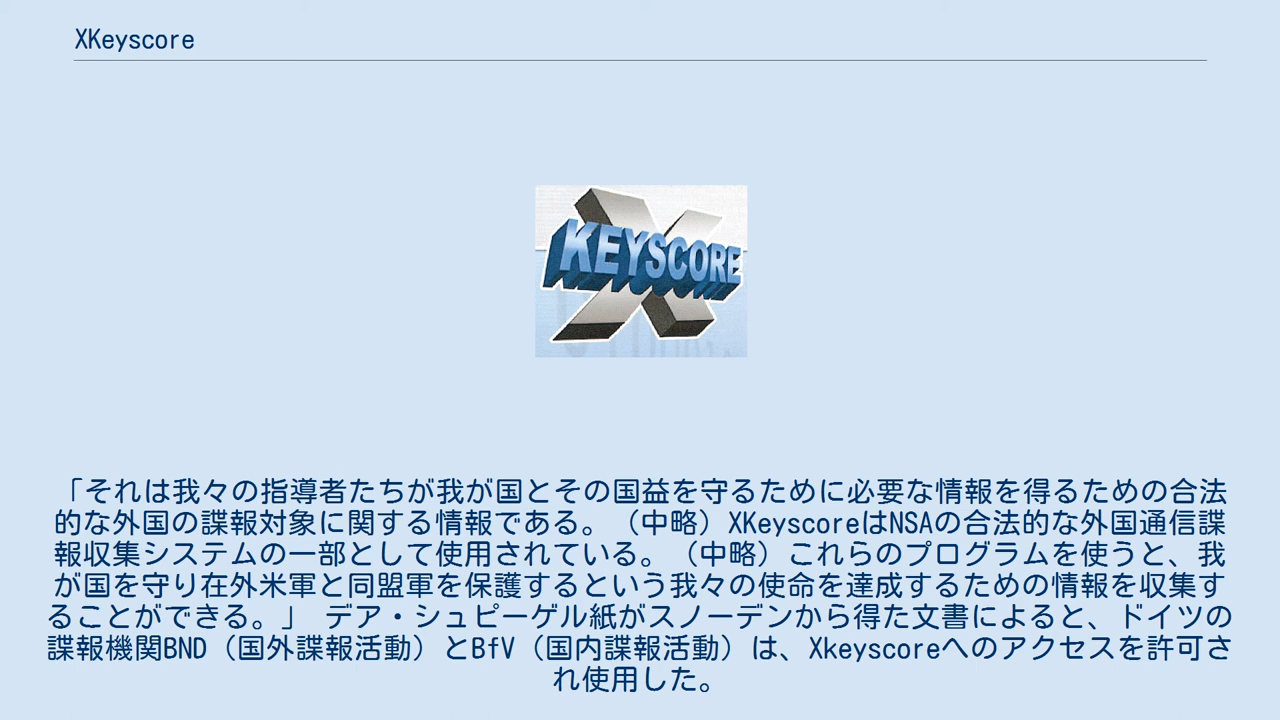 XKeyscore
KEYSCORE
「それは我々の指導者たちが我が国とその国益を守るために必要な情報を得るための合法
的な外国の諜報対象に関する情報である。（中略）XKeyscoreはNSAの合法的な外国通信諜
報収集システムの一部として使用されている。（中略）これらのプログラムを使うと、我
が国を守り在外米軍と同盟軍を保護するという我々の使命を達成するための情報を収集す
ることができる。」 デア・シュピーゲル紙がスノーデンから得た文書によると、ドイツの
諜報機関BND（国外諜報活動）とBfV（国内諜報活動）は、Xkeyscoreへのアクセスを許可さ
れ使用した。